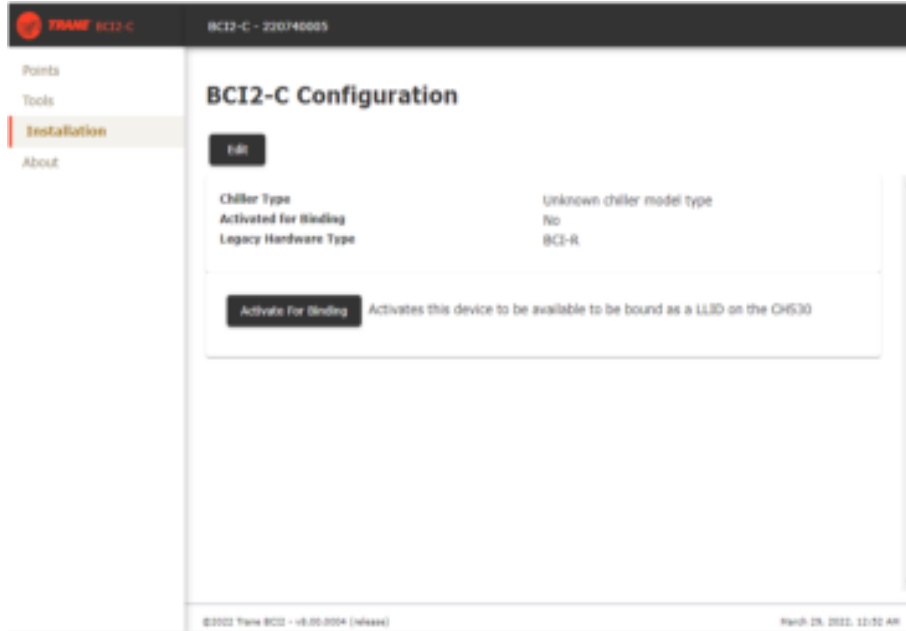 TRANE BCI2-C
BCI2-C - 220740005
Points
Tools
Installation
About
BCI2-C Configuration
Edit
Chiller Type Unknown chiller model type
Activated for Binding No
Legacy Hardware Type BCI-R
Activate For Binding Activates this device to be available to be bound as a LLID on the CH530
©2022 Trane BCI2 - v6.00.0004 (release) March 29, 2022, 12:52 AM